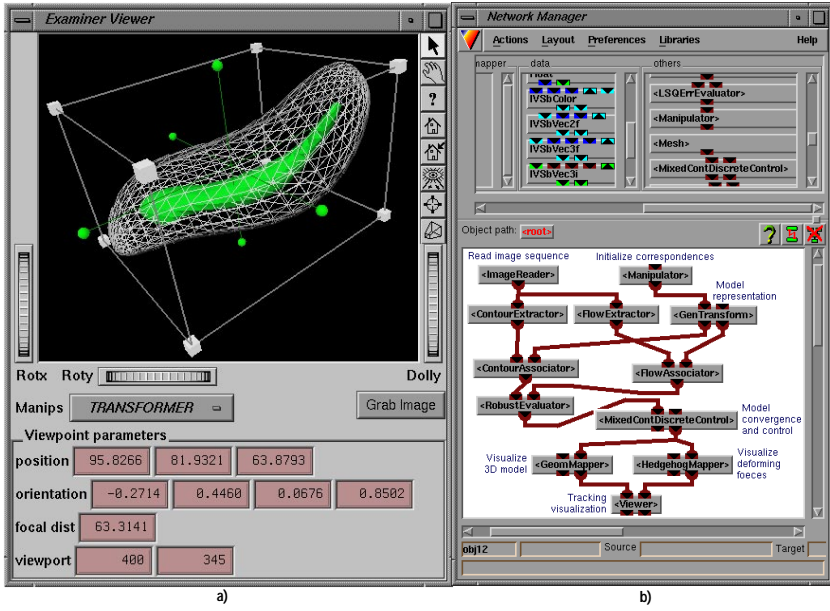 Examiner Viewer
?
Rotx Roty Dolly
Manips TRANSFORMER Grab Image
Viewpoint parameters
position 95.8266 81.9321 63.8793
orientation -0.2714 0.4460 0.0676 0.8502
focal dist 63.3141
viewport 400 345
a)
Network Manager
Actions Layout Preferences Libraries Help
mapper data others
Float
IVSbColor
IVSbVec2f
IVSbVec3f
IVSbVec3i
<LSQErrEvaluator>
<Manipulator>
<Mesh>
<MixedContDiscreteControl>
Object path: <root> ?
Read image sequence
Initialize correspondences
<ImageReader> <Manipulator>
Model
representation
<ContourExtractor> <FlowExtractor> <GenTransform>
<ContourAssociator> <FlowAssociator>
<RobustEvaluator>
<MixedContDiscreteControl>
Model
convergence
and control
Visualize
3D model
<GeomMapper> <HedgehogMapper>
Visualize
deforming
foeces
Tracking
visualization
<Viewer>
obj12 Source Target
b)